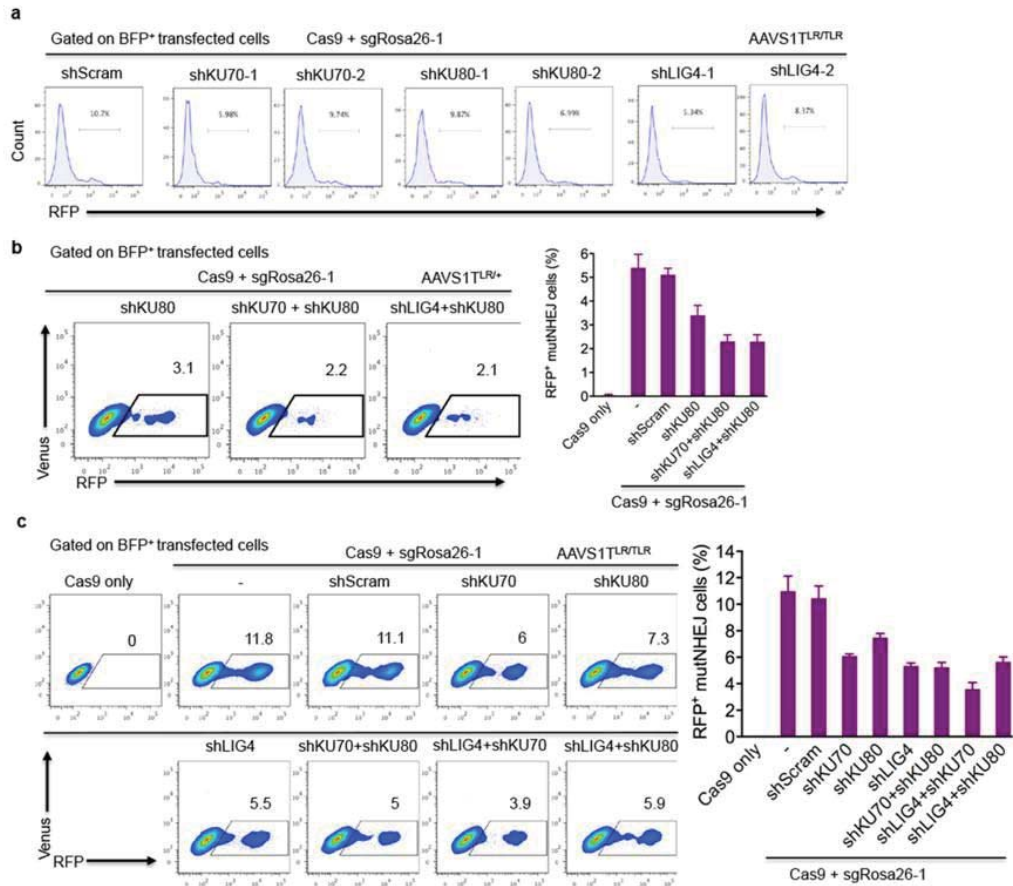 a
Gated on BFP⁺ transfected cells Cas9 + sgRosa26-1 AAVS1T^LR/TLR
shScram shKU70-1 shKU70-2 shKU80-1 shKU80-2 shLIG4-1 shLIG4-2
10.7% 5.98% 9.74% 9.87% 6.99% 5.34% 8.37%
Count
RFP
b
Gated on BFP⁺ transfected cells
Cas9 + sgRosa26-1 AAVS1T^LR/+
shKU80 shKU70 + shKU80 shLIG4+shKU80
3.1 2.2 2.1
Venus
RFP
RFP⁺ mutNHEJ cells (%)
6
5
4
3
2
1
0
Cas9 only
-
shScram
shKU80
shKU70+shKU80
shLIG4+shKU80
Cas9 + sgRosa26-1
c
Gated on BFP⁺ transfected cells
Cas9 + sgRosa26-1 AAVS1T^LR/TLR
Cas9 only - shScram shKU70 shKU80
0 11.8 11.1 6 7.3
shLIG4 shKU70+shKU80 shLIG4+shKU70 shLIG4+shKU80
5.5 5 3.9 5.9
Venus
RFP
RFP⁺ mutNHEJ cells (%)
14
12
10
8
6
4
2
0
Cas9 only
-
shScram
shKU70
shKU80
shLIG4
shKU70+shKU80
shLIG4+shKU70
shLIG4+shKU80
Cas9 + sgRosa26-1